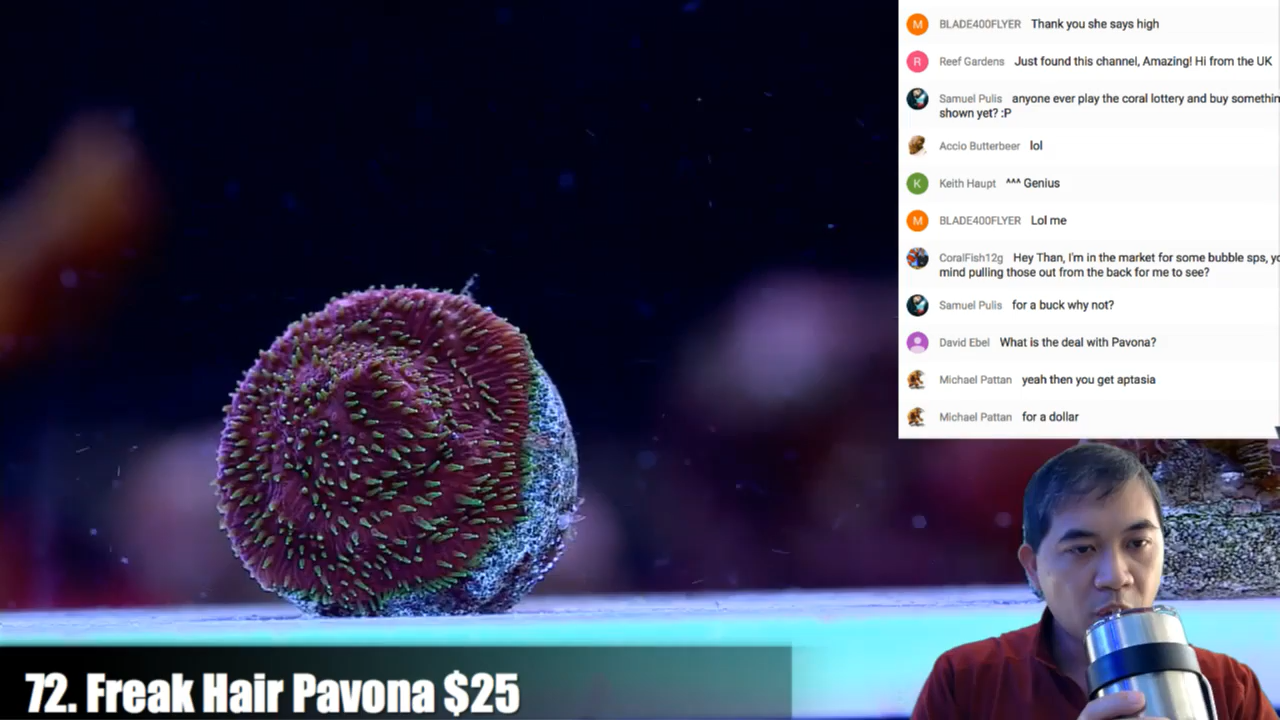 M BLADE400FLYER Thank you she says high
R Reef Gardens Just found this channel, Amazing! Hi from the UK
Samuel Pulis anyone ever play the coral lottery and buy
shown yet? :P
Accio Butterbeer lol
K Keith Haupt ^^^ Genius
M BLADE400FLYER Lol me
CoralFish12g Hey Than, I'm in the market for some bubble sps,
mind pulling those out from the back for me to see?
Samuel Pulis for a buck why not?
David Ebel What is the deal with Pavona?
Michael Pattan yeah then you get aptasia
Michael Pattan for a dollar
72. Freak Hair Pavona $25